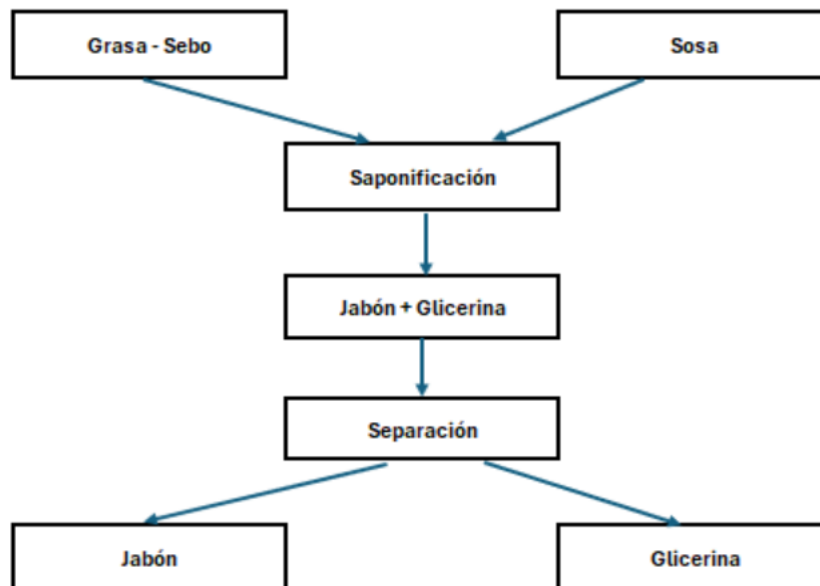 Grasa - Sebo
Sosa
Saponificación
Jabón + Glicerina
Separación
Jabón
Glicerina